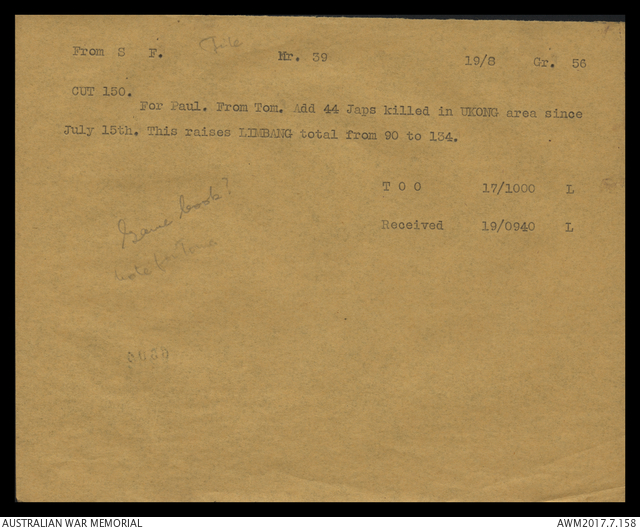 From S F. File Nr. 39 19/8 Gr. 56
CUT 150.
For Paul. From Tom. Add 44 Japs killed in UKONG area since
July 15th. This raises LIMBANG total from 90 to 134.
T O O 17/1000 L
Received 19/0940 L
Game book?
AUSTRALIAN WAR MEMORIAL AWM2017.7.158